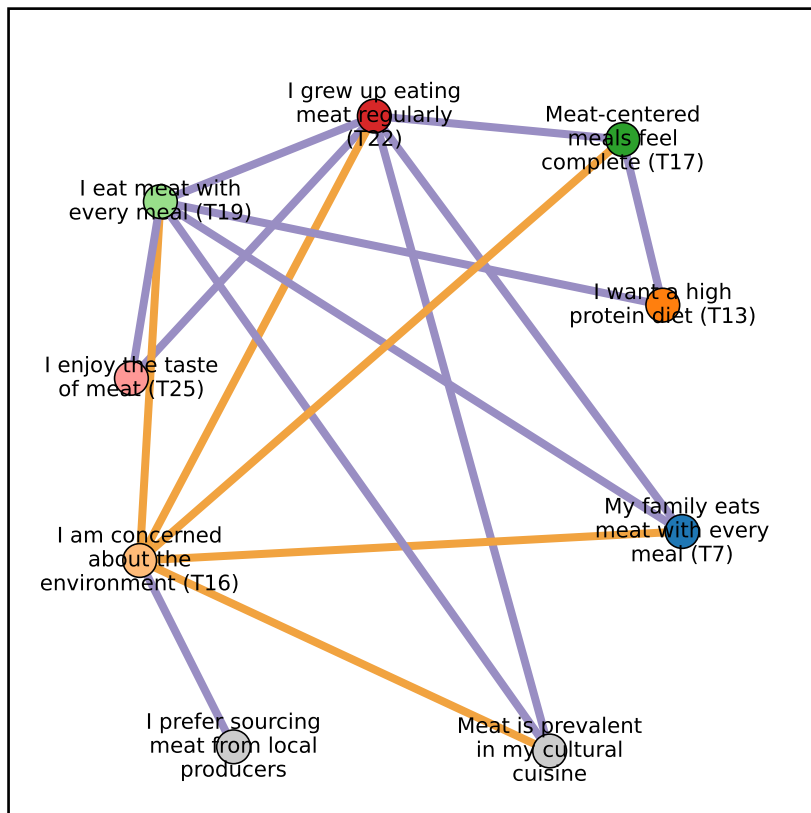 I grew up eating
meat regularly
(T22)
Meat-centered
meals feel
complete (T17)
I eat meat with
every meal (T19)
I want a high
protein diet (T13)
I enjoy the taste
of meat (T25)
My family eats
meat with every
meal (T7)
I am concerned
about the
environment (T16)
I prefer sourcing
meat from local
producers
Meat is prevalent
in my cultural
cuisine